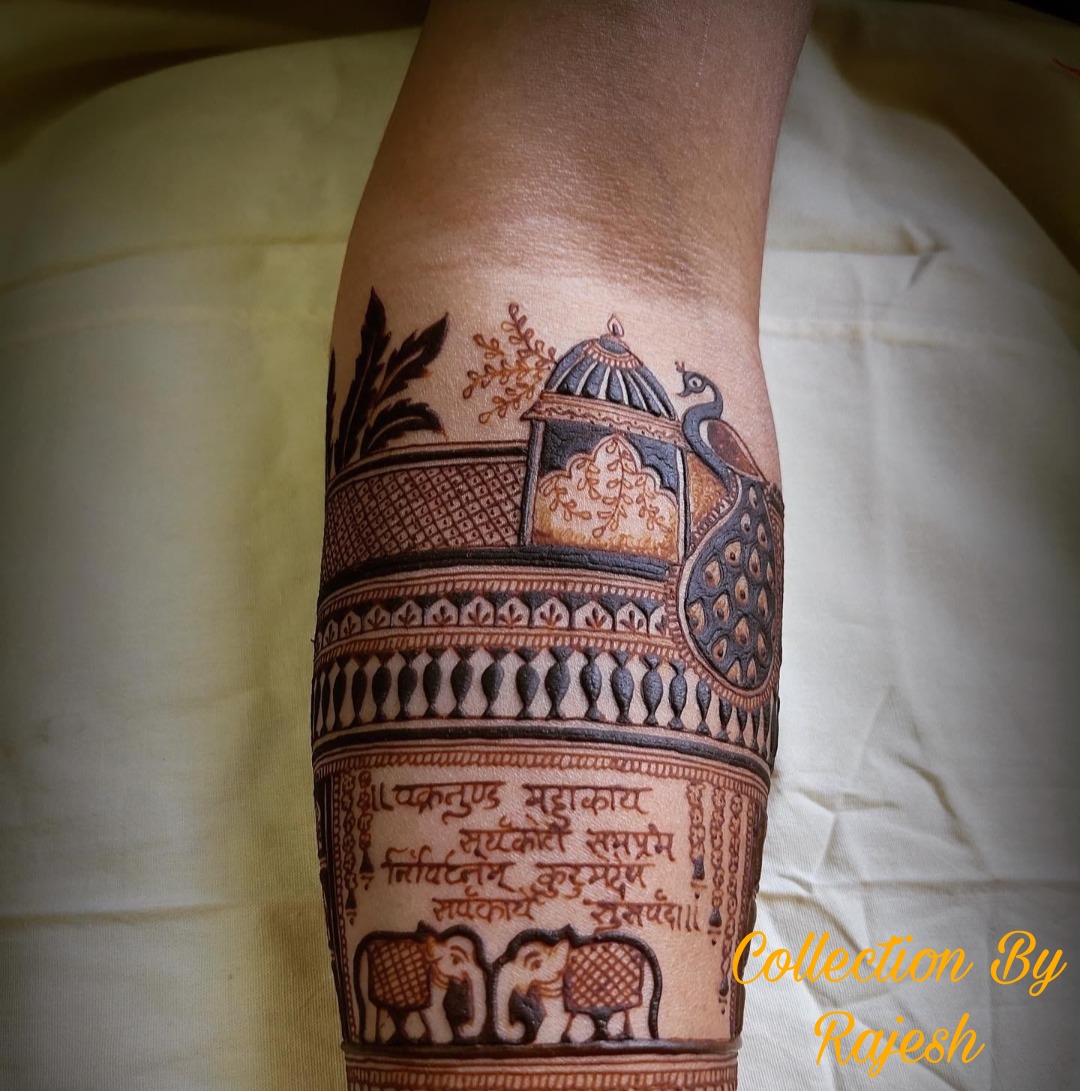 ॥वक्रतुण्ड महाकाय
सूर्यकोटी समप्रभ
निर्विघ्नम् कुरुमेदेव
सर्वकार्येषु सर्वदा॥
Collection By
Rajesh